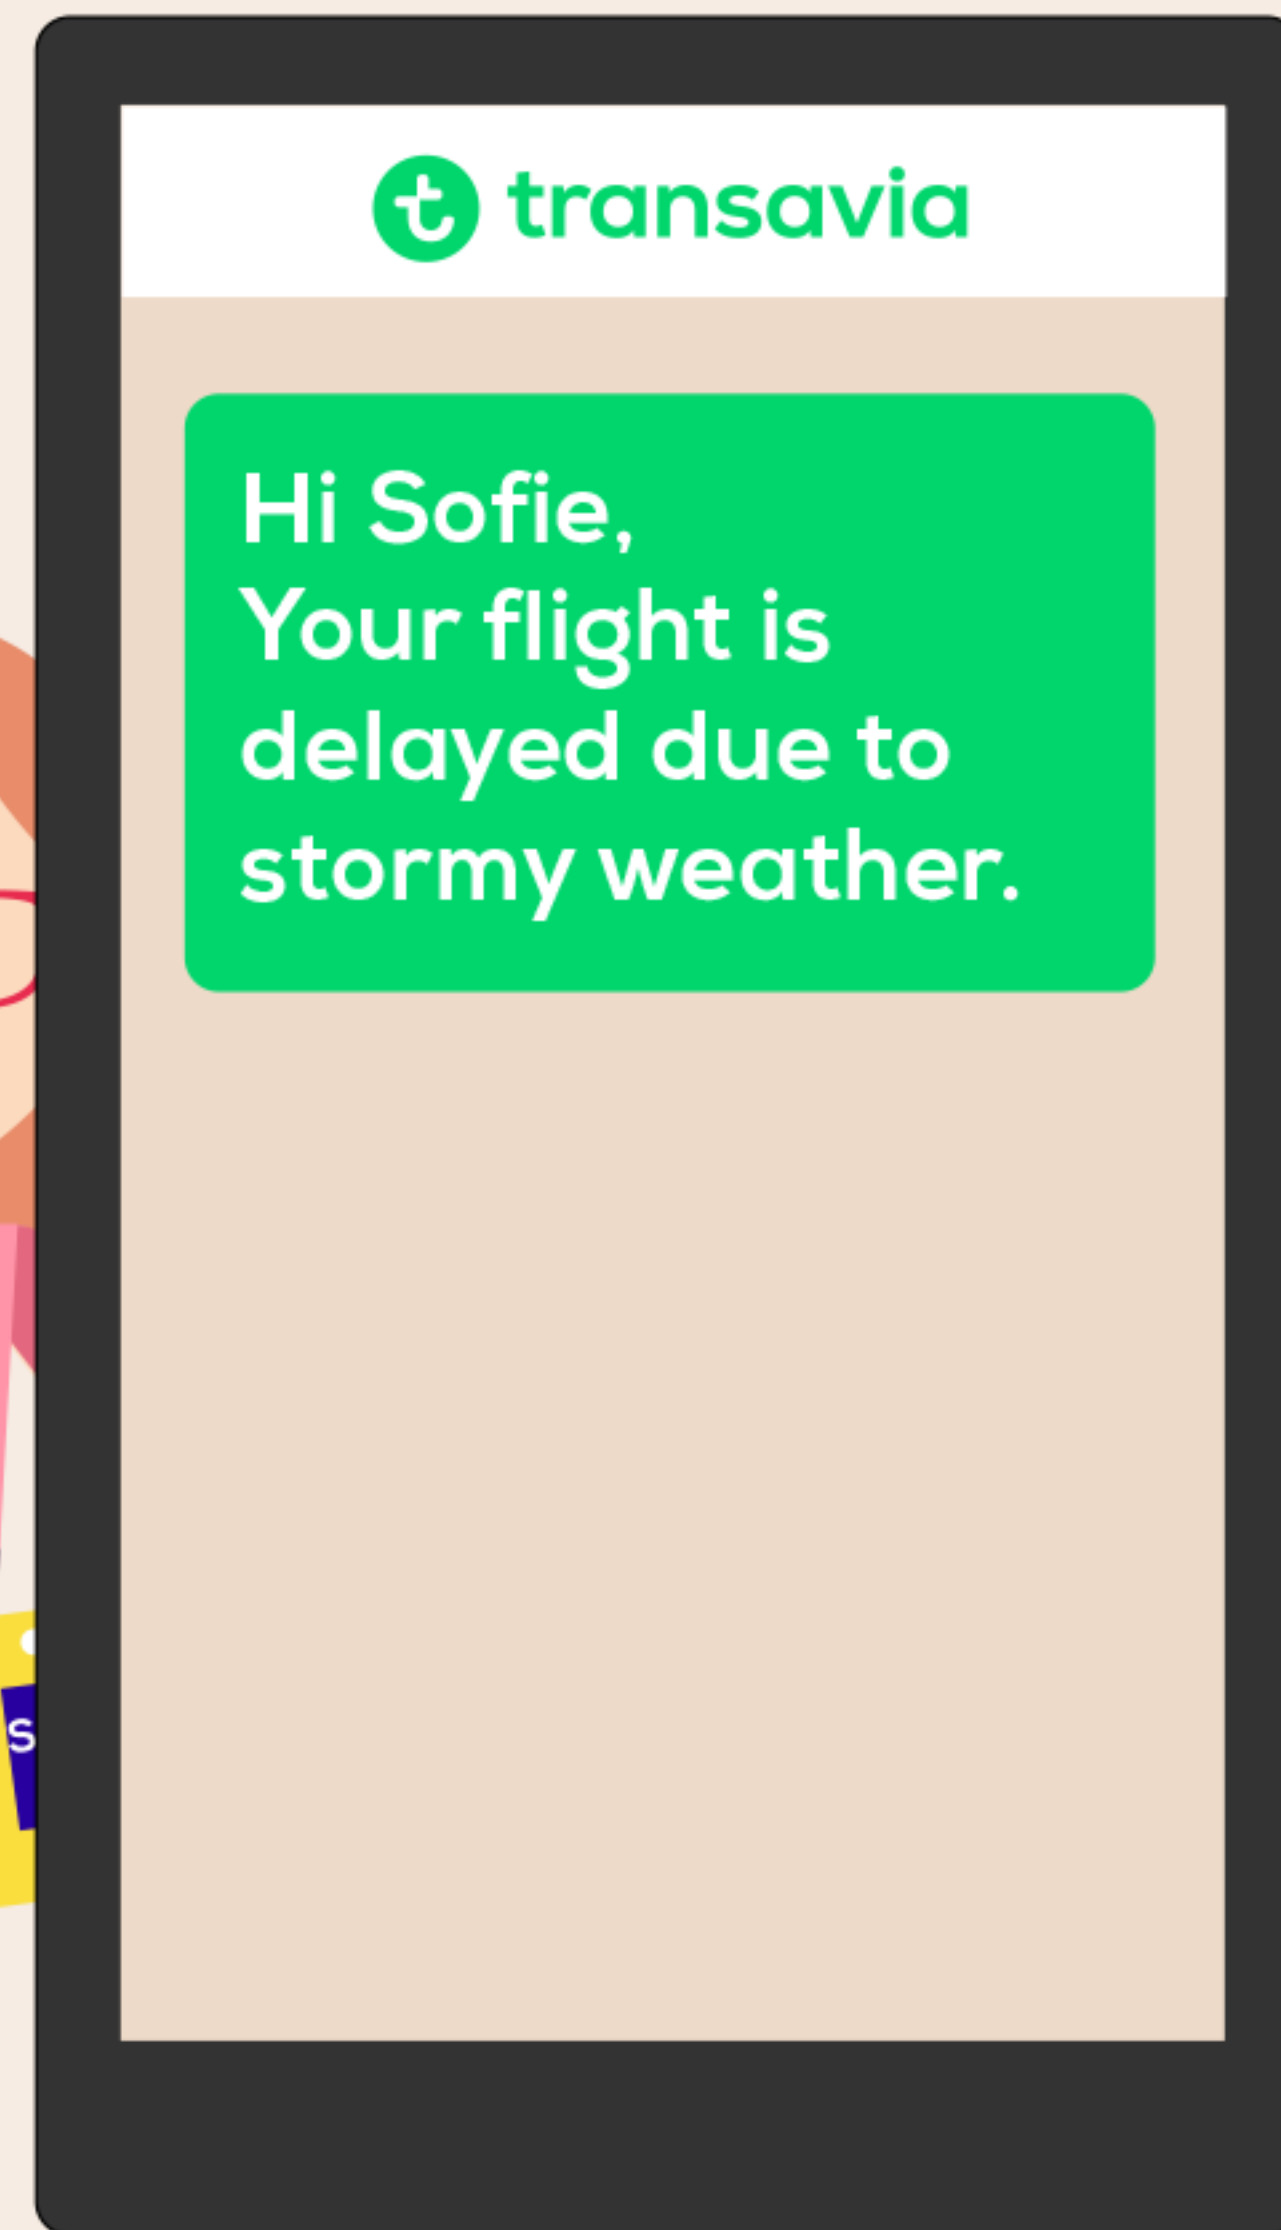 transavia
Hi Sofie,
Your flight is
delayed due to
stormy weather.